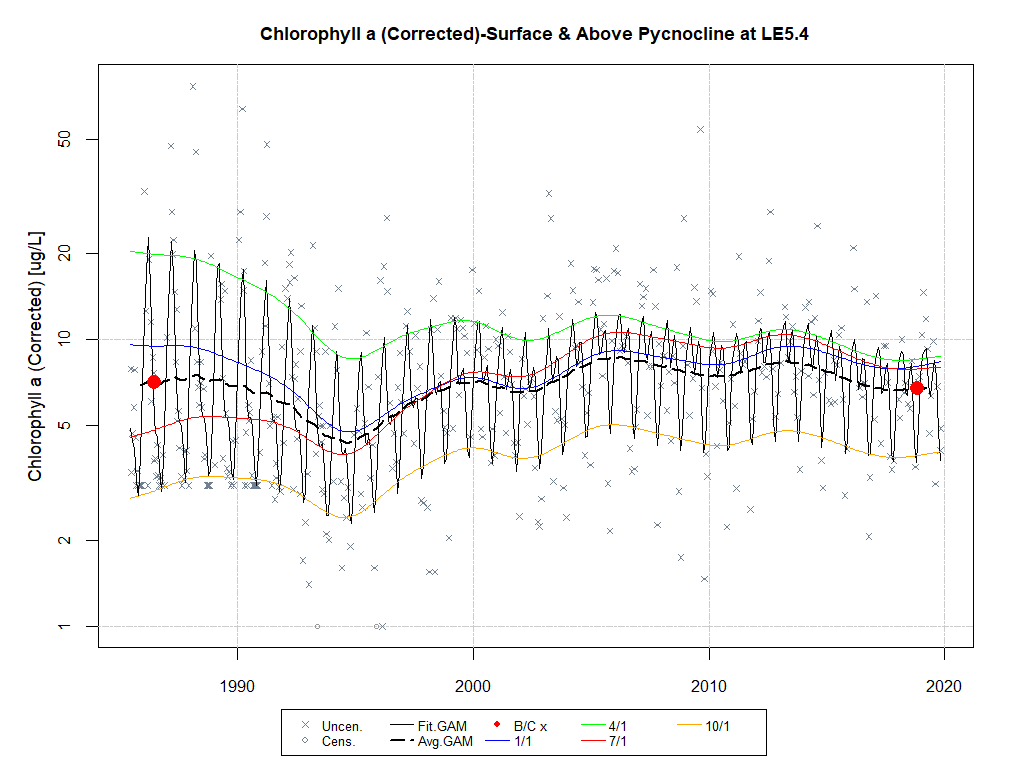 Chlorophyll a (Corrected)-Surface & Above Pycnocline at LE5.4
Chlorophyll a (Corrected) [ug/L]
50
20
10
5
2
1
1990 2000 2010 2020
Uncen. Fit.GAM B/C x 4/1 10/1
Cens. Avg.GAM 1/1 7/1